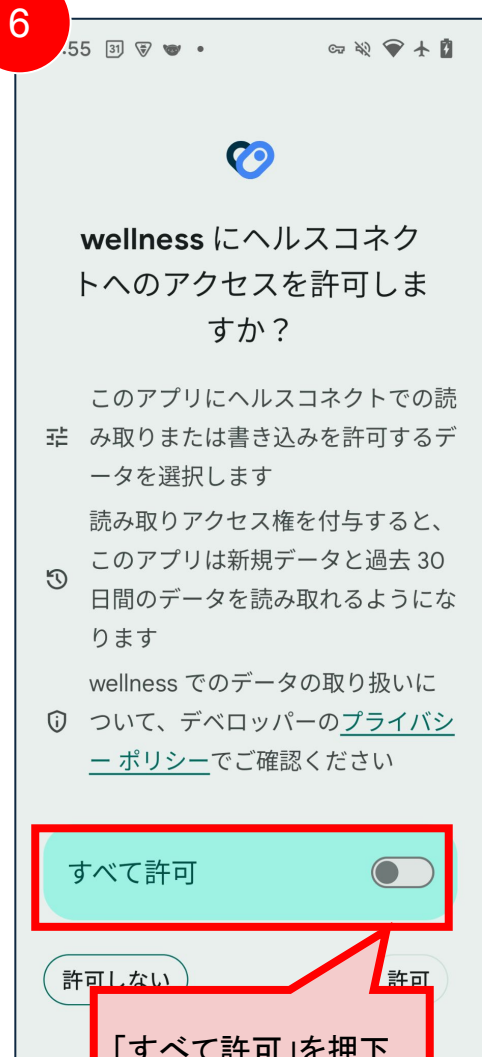 6
:55
31
wellness にヘルスコネク
トへのアクセスを許可しま
すか？
このアプリにヘルスコネクトでの読
み取りまたは書き込みを許可するデ
ータを選択します
読み取りアクセス権を付与すると、
このアプリは新規データと過去 30
日間のデータを読み取れるようにな
ります
wellness でのデータの取り扱いに
ついて、デベロッパーのプライバシ
ー ポリシーでご確認ください
すべて許可
許可しない
許可
「すべて許可」を押下